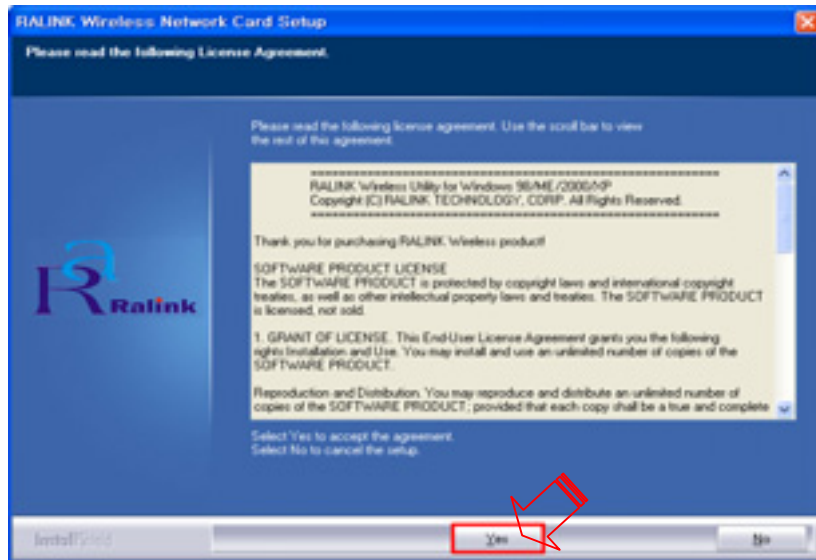 RALINK Wireless Network Card Setup
Please read the following License Agreement.
Please read the following license agreement. Use the scroll bar to view
the rest of this agreement.
============================================================
RALINK Wireless Utility for Windows 98/ME/2000/XP
Copyright (C) RALINK TECHNOLOGY, CORP. All Rights Reserved.
============================================================
Thank you for purchasing RALINK Wireless product!
SOFTWARE PRODUCT LICENSE
The SOFTWARE PRODUCT is protected by copyright laws and international copyright
treaties, as well as other intellectual property laws and treaties. The SOFTWARE PRODUCT
is licensed, not sold.
1. GRANT OF LICENSE. This End-User License Agreement grants you the following
rights Installation and Use. You may install and use an unlimited number of copies of the
SOFTWARE PRODUCT.
Reproduction and Distribution. You may reproduce and distribute an unlimited number of
copies of the SOFTWARE PRODUCT; provided that each copy shall be a true and complete
Ralink
Select Yes to accept the agreement.
Select No to cancel the setup.
InstallShield
Yes
No